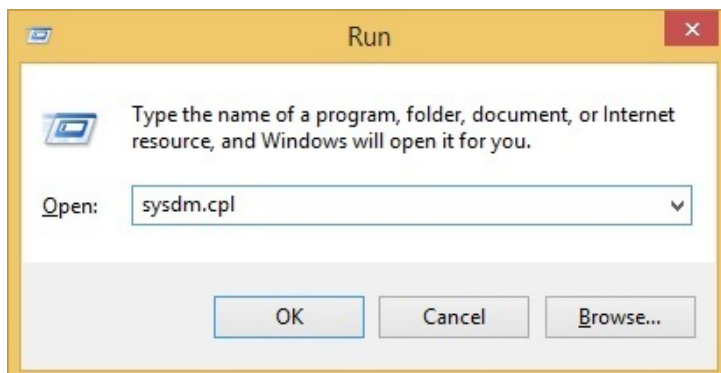 Run
Type the name of a program, folder, document, or Internet
resource, and Windows will open it for you.
Open: sysdm.cpl
OK Cancel Browse...